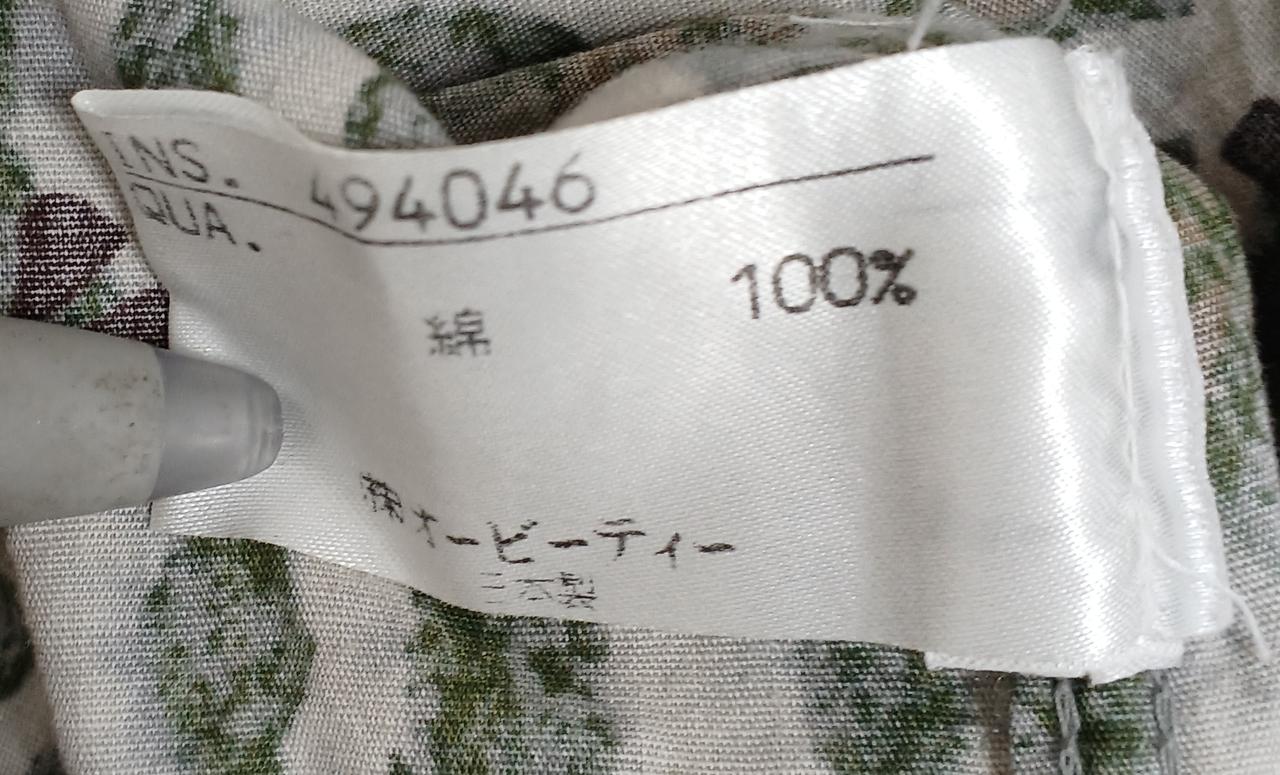 INS. 494046
QUA.
綿 100%
㈱オービーティー
日本製